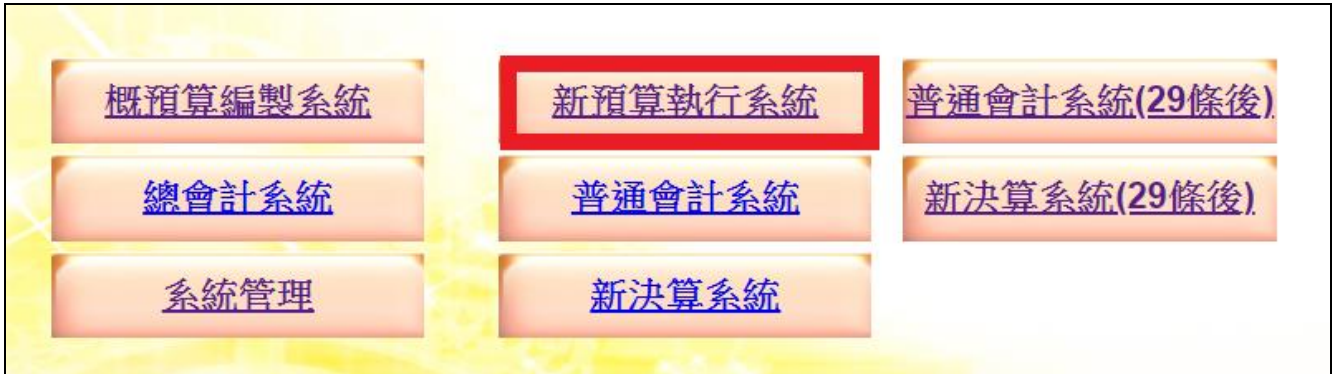 概預算編製系統
新預算執行系統
普通會計系統(29條後)
總會計系統
普通會計系統
新決算系統(29條後)
系統管理
新決算系統